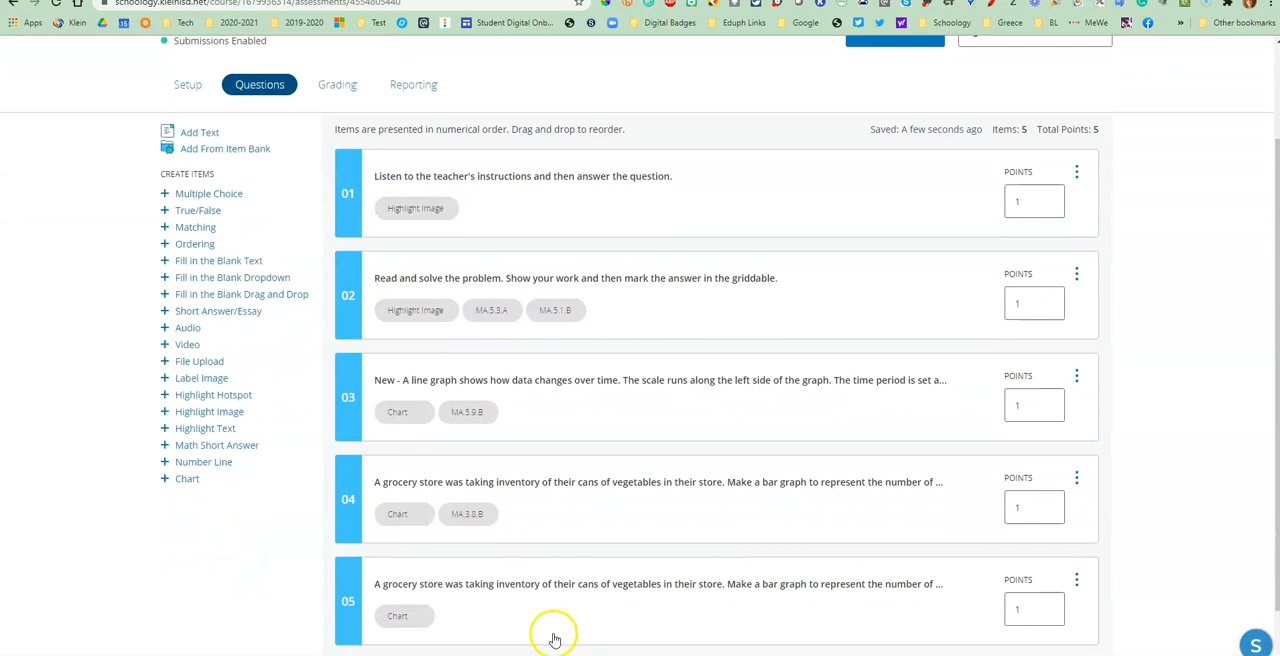 schoology.kleinisd.net/course/1679936314/assessments/4554805440
Apps
Klein
Tech
2020-2021
2019-2020
Test
Student Digital Onb...
Digital Badges
Eduph Links
Google
Schoology
Greece
BL
MeWe
»
Other bookmarks
Submissions Enabled
Setup
Questions
Grading
Reporting
Add Text
Add From Item Bank
CREATE ITEMS
+ Multiple Choice
+ True/False
+ Matching
+ Ordering
+ Fill in the Blank Text
+ Fill in the Blank Dropdown
+ Fill in the Blank Drag and Drop
+ Short Answer/Essay
+ Audio
+ Video
+ File Upload
+ Label Image
+ Highlight Hotspot
+ Highlight Image
+ Highlight Text
+ Math Short Answer
+ Number Line
+ Chart
Items are presented in numerical order. Drag and drop to reorder.
Saved: A few seconds ago Items: 5 Total Points: 5
01
Listen to the teacher's instructions and then answer the question.
Highlight Image
POINTS
1
02
Read and solve the problem. Show your work and then mark the answer in the griddable.
Highlight Image MA.5.3.A MA.5.1.B
POINTS
1
03
New - A line graph shows how data changes over time. The scale runs along the left side of the graph. The time period is set a...
Chart MA.5.9.B
POINTS
1
04
A grocery store was taking inventory of their cans of vegetables in their store. Make a bar graph to represent the number of ...
Chart MA.3.8.B
POINTS
1
05
A grocery store was taking inventory of their cans of vegetables in their store. Make a bar graph to represent the number of ...
Chart
POINTS
1
S